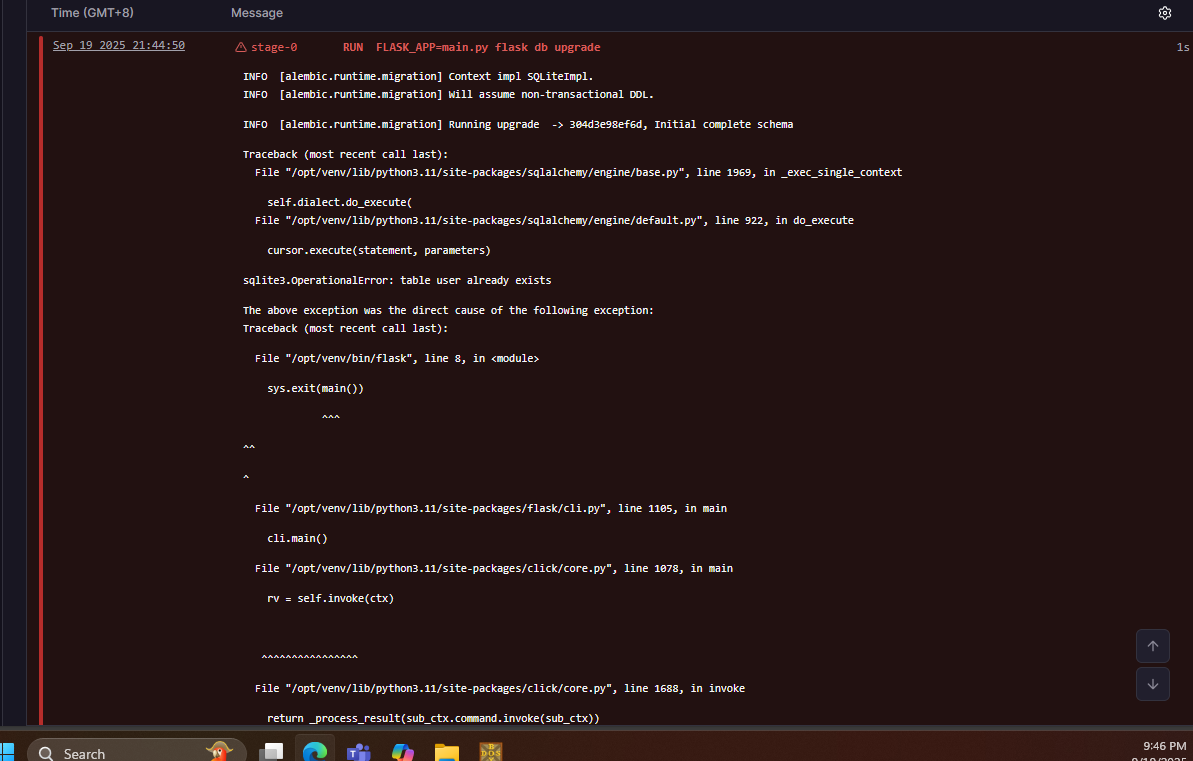 Time (GMT+8) Message
Sep 19 2025 21:44:50 stage-0 RUN FLASK_APP=main.py flask db upgrade 1s
INFO [alembic.runtime.migration] Context impl SQLiteImpl.
INFO [alembic.runtime.migration] Will assume non-transactional DDL.
INFO [alembic.runtime.migration] Running upgrade -> 304d3e98ef6d, Initial complete schema
Traceback (most recent call last):
File "/opt/venv/lib/python3.11/site-packages/sqlalchemy/engine/base.py", line 1969, in _exec_single_context
self.dialect.do_execute(
File "/opt/venv/lib/python3.11/site-packages/sqlalchemy/engine/default.py", line 922, in do_execute
cursor.execute(statement, parameters)
sqlite3.OperationalError: table user already exists
The above exception was the direct cause of the following exception:
Traceback (most recent call last):
File "/opt/venv/bin/flask", line 8, in <module>
sys.exit(main())
^^^
^^
^
File "/opt/venv/lib/python3.11/site-packages/flask/cli.py", line 1105, in main
cli.main()
File "/opt/venv/lib/python3.11/site-packages/click/core.py", line 1078, in main
rv = self.invoke(ctx)
^^^^^^^^^^^^^^^^
File "/opt/venv/lib/python3.11/site-packages/click/core.py", line 1688, in invoke
return _process_result(sub_ctx.command.invoke(sub_ctx))
Search
9:46 PM